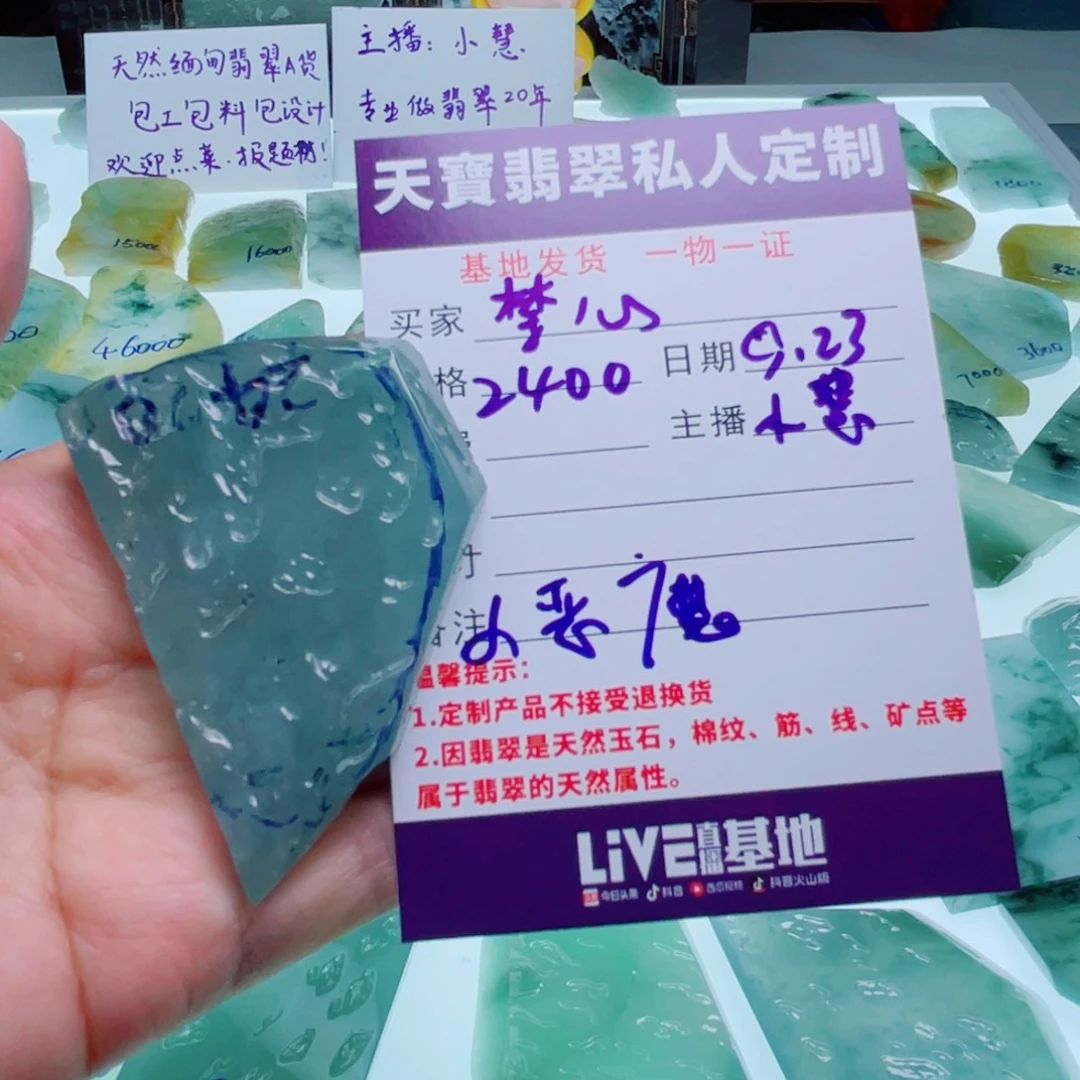 天然缅甸翡翠A货
包工包料包设计
欢迎点菜·报题材!
主播:小慧
专业做翡翠20年
15000
16000
46000
1800
3600
7000
天寶翡翠私人定制
基地发货 一物一证
买家
格 2400 日期 9.23
主播 小慧
注 小恶魔
温馨提示:
1.定制产品不接受退换货
2.因翡翠是天然玉石,棉纹、筋、线、矿点等
属于翡翠的天然属性。
LiVE直播基地
今日头条 抖音 西瓜视频 抖音火山版